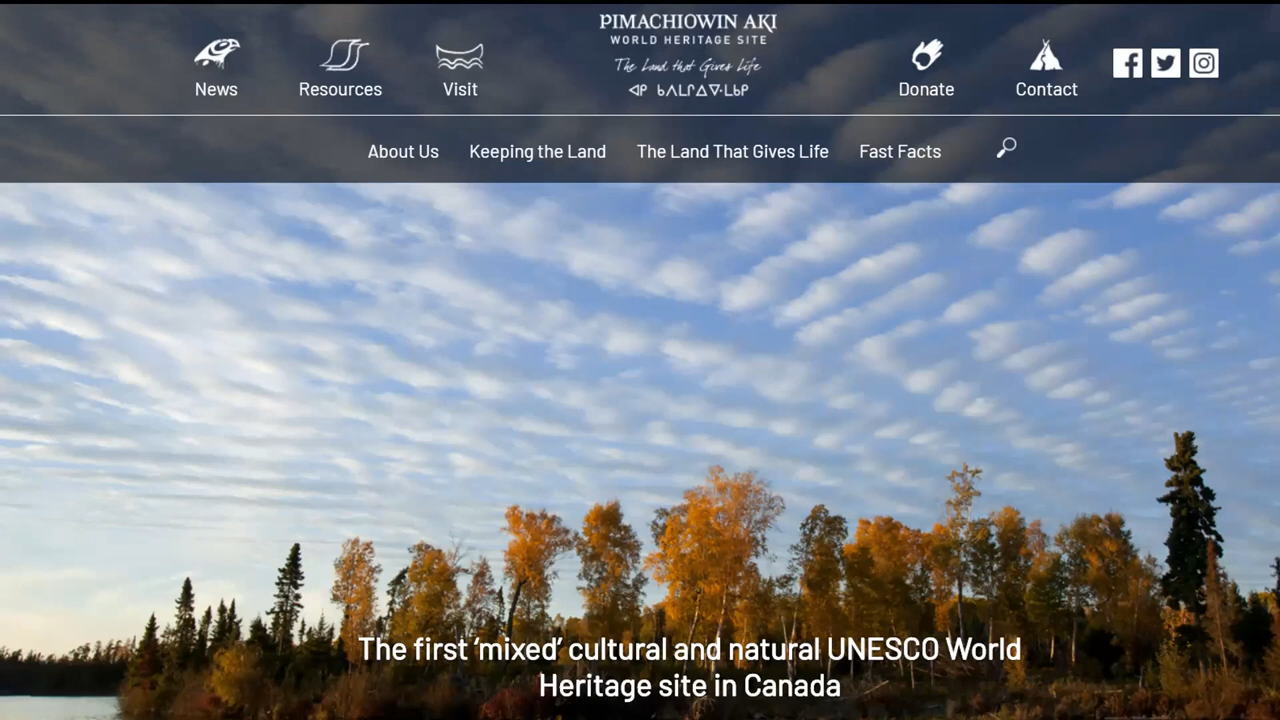 PIMACHIOWIN AKI
WORLD HERITAGE SITE
The Land that Gives Life
ᐊᑭ ᑲᐱᒪᒋᐃᐍᒪᑲᑭ
News
Resources
Visit
Donate
Contact
About Us
Keeping the Land
The Land That Gives Life
Fast Facts
The first ‘mixed’ cultural and natural UNESCO World
Heritage site in Canada